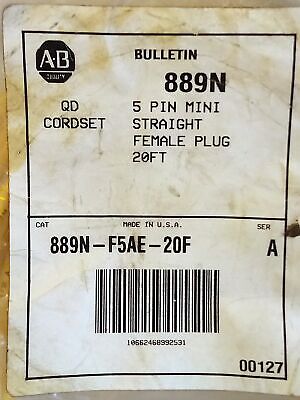 A-B
QUALITY
BULLETIN
889N
QD CORDSET
5 PIN MINI
STRAIGHT
FEMALE PLUG
20FT
CAT
MADE IN U.S.A.
SER
889N-F5AE-20F
A
10662468992531
00127